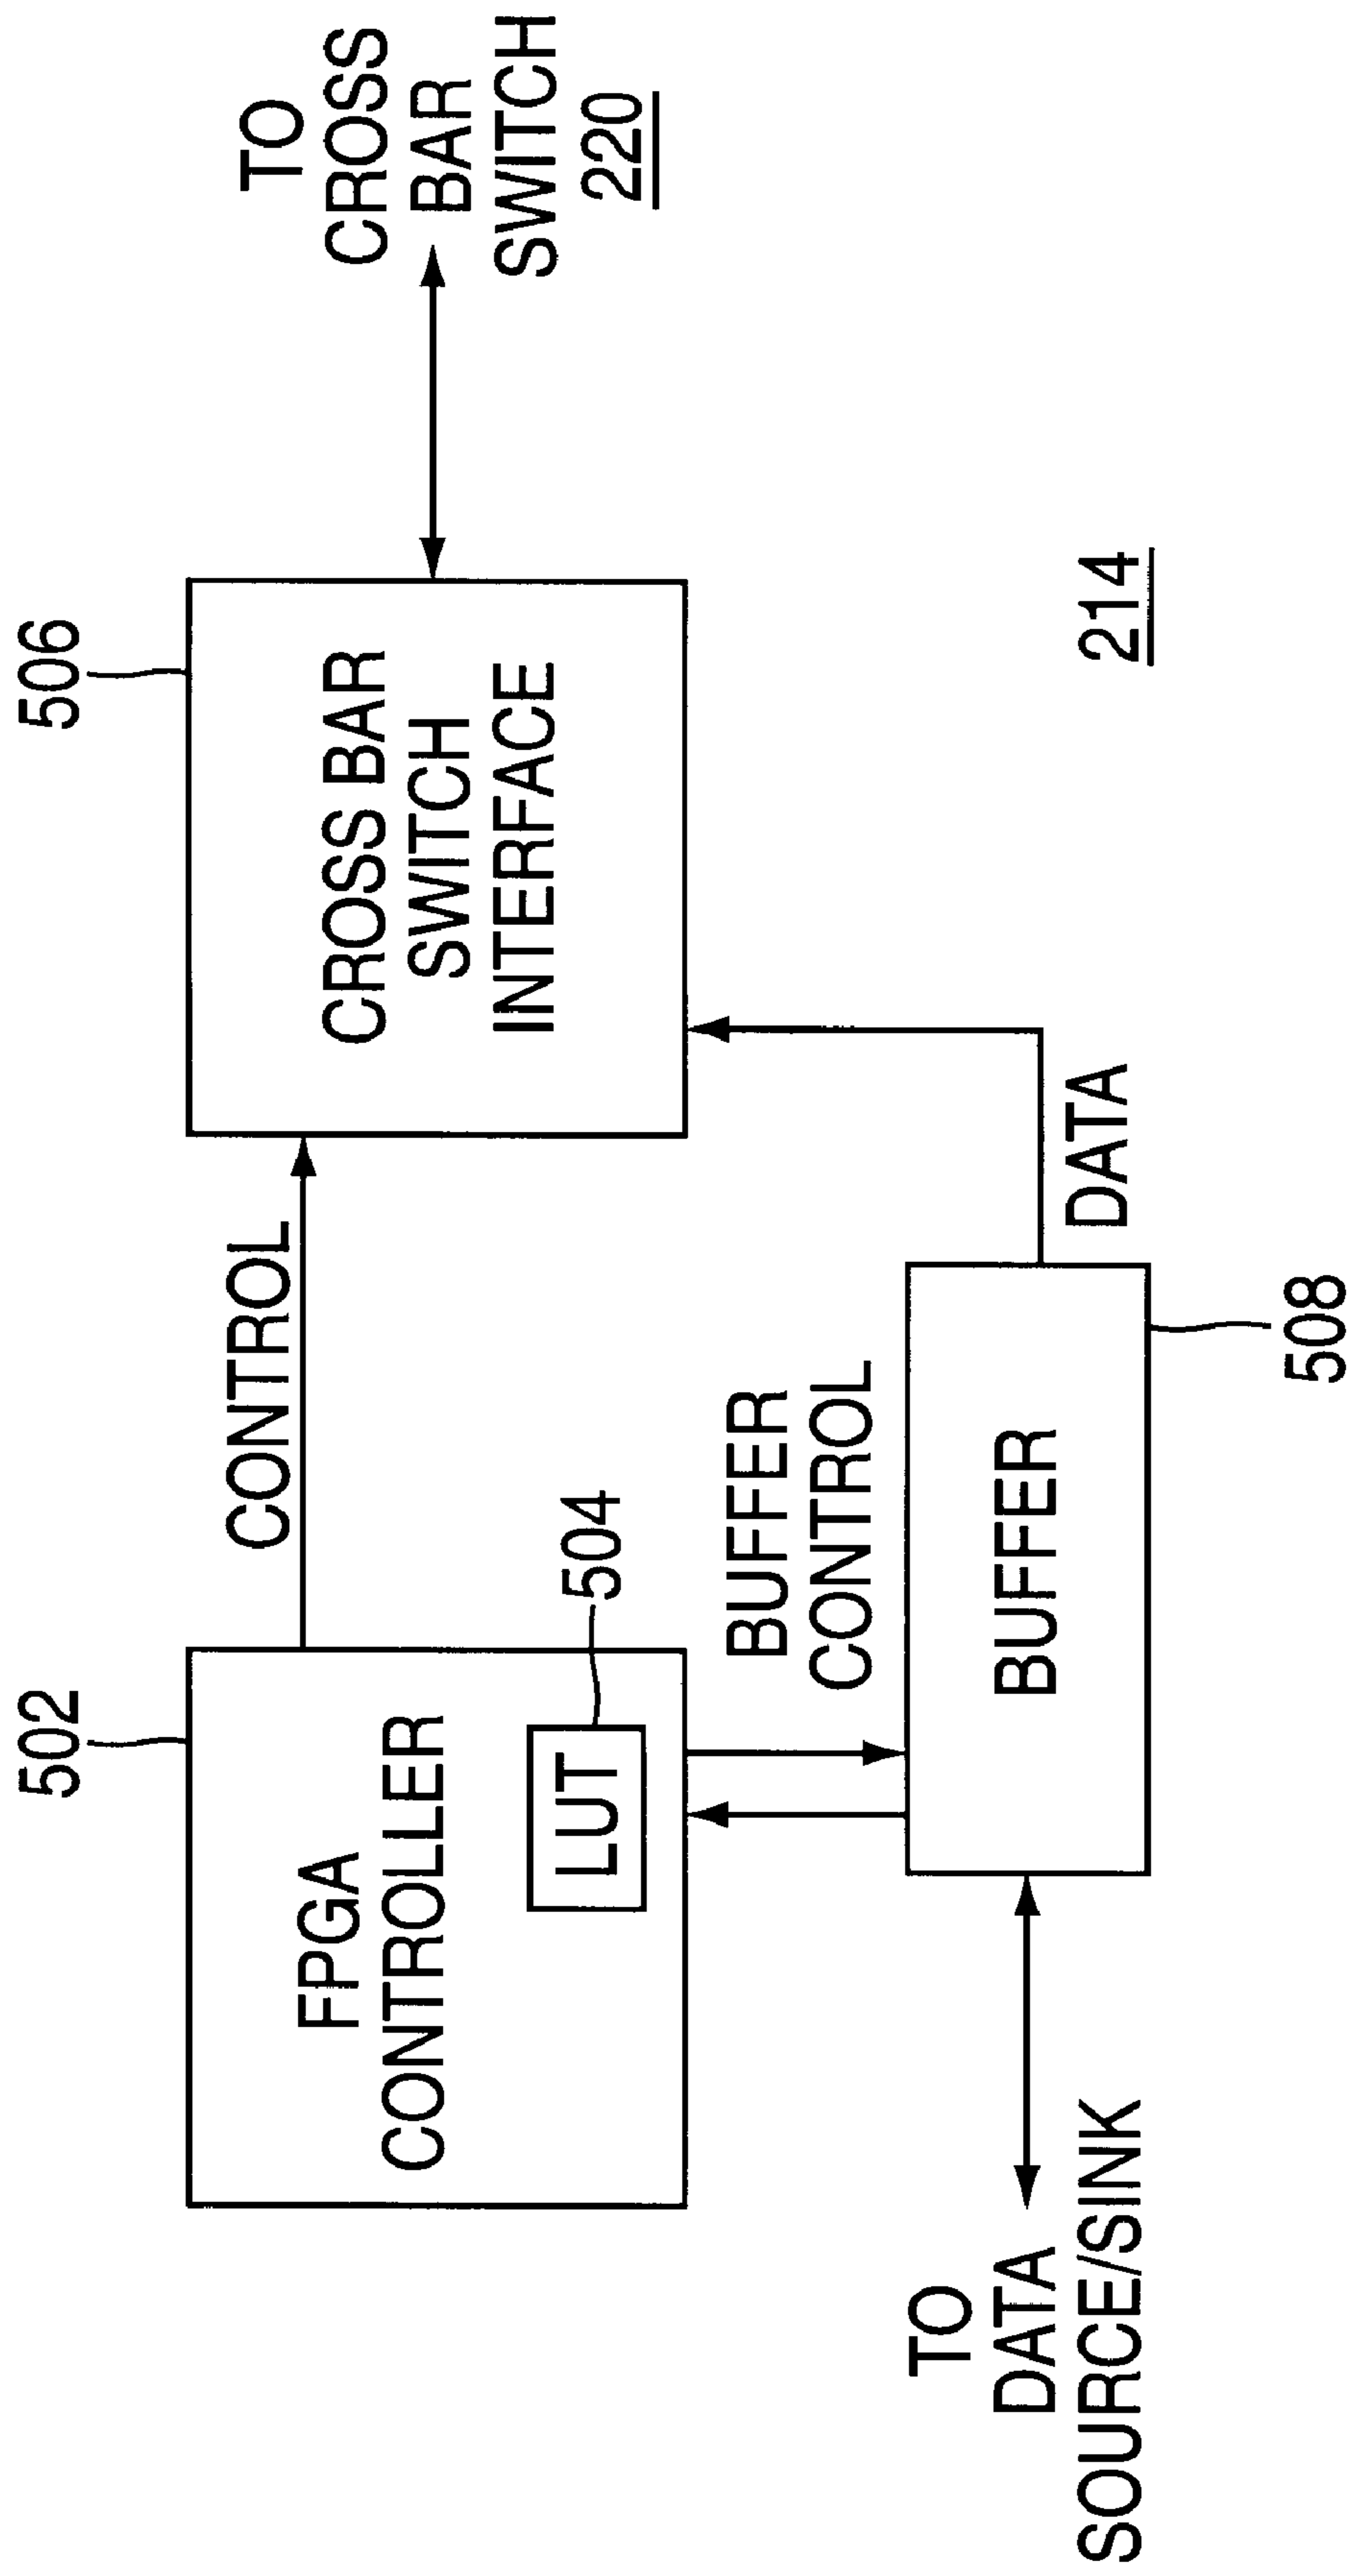 502
FPGA
CONTROLLER
LUT
504
CONTROL
506
CROSS BAR
SWITCH
INTERFACE
TO
CROSS
BAR
SWITCH
220
BUFFER
CONTROL
TO
DATA
SOURCE/SINK
BUFFER
508
DATA
214